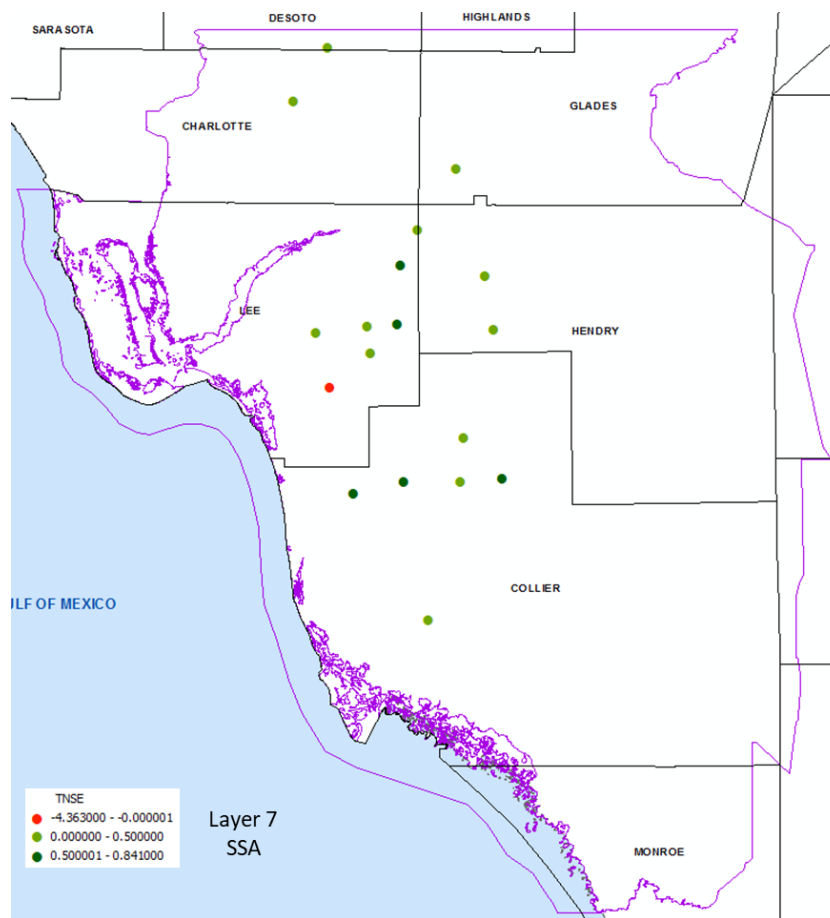 DESOTO
HIGHLANDS
SARASOTA
GLADES
CHARLOTTE
LEE
HENDRY
COLLIER
ULF OF MEXICO
MONROE
TNSE
-4.363000 - -0.000001
0.000000 - 0.500000
0.500001 - 0.841000
Layer 7
SSA